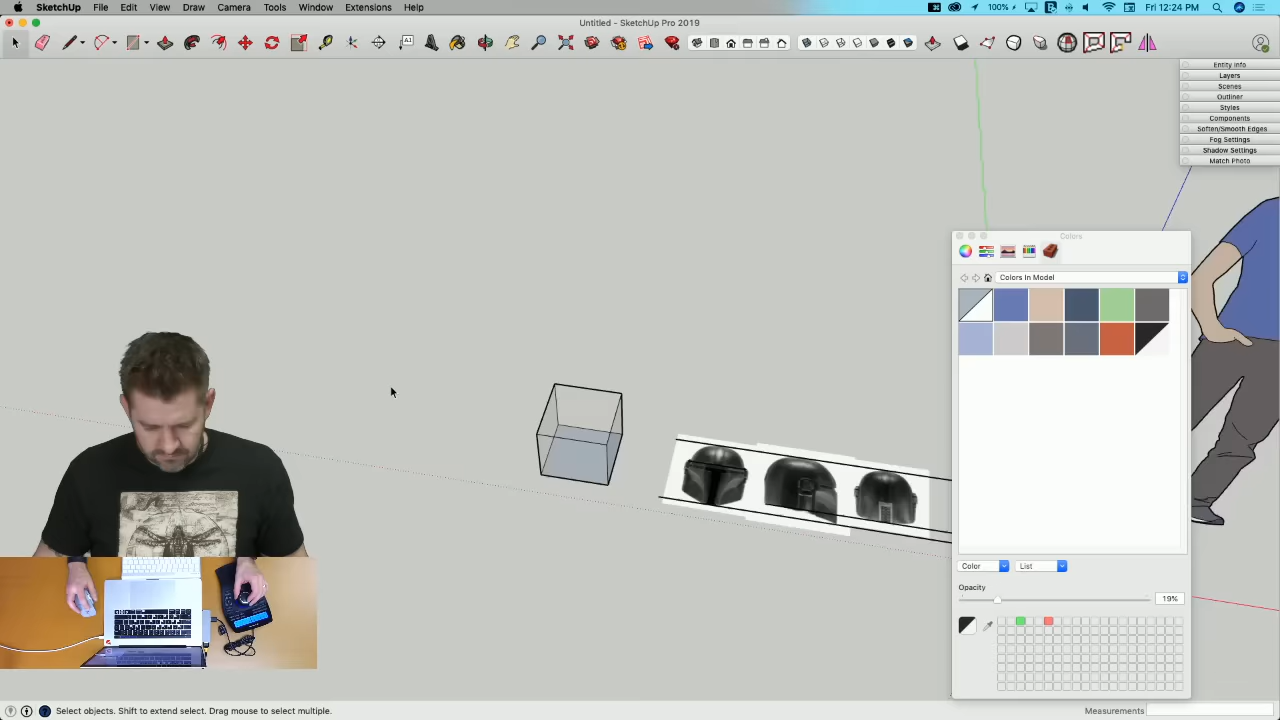 SketchUp File Edit View Draw Camera Tools Window Extensions Help
100% Fri 12:24 PM
Untitled - SketchUp Pro 2019
Entity Info
Layers
Scenes
Outliner
Styles
Components
Soften/Smooth Edges
Fog Settings
Shadow Settings
Match Photo
Colors
Colors In Model
Color List
Opacity
19%
Select objects. Shift to extend select. Drag mouse to select multiple.
Measurements